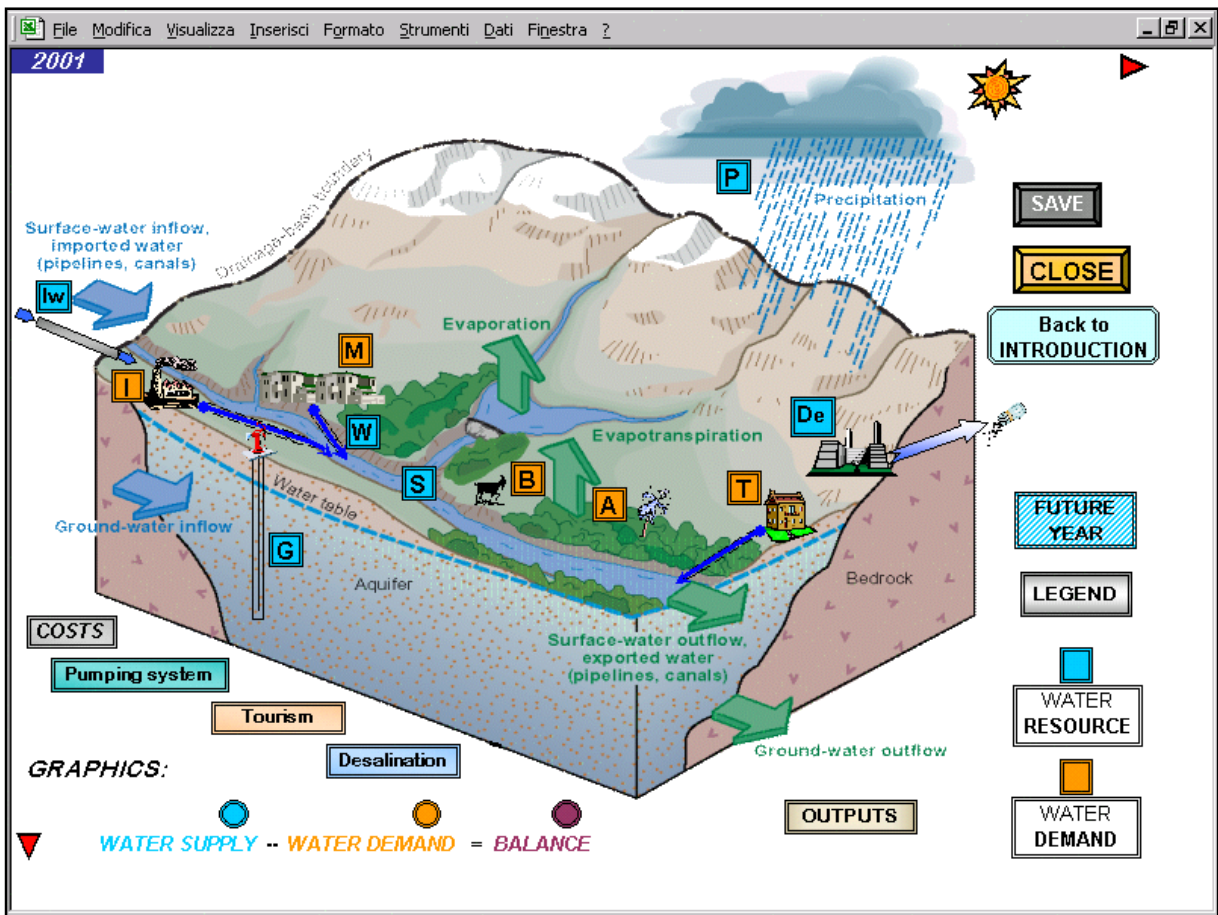 File Modifica Visualizza Inserisci Formato Strumenti Dati Finestra ?
2001
Drainage-basin boundary
P
Precipitation
SAVE
Surface-water inflow,
imported water
(pipelines, canals)
CLOSE
Iw
Back to
INTRODUCTION
Evaporation
M
I
De
W
Evapotranspiration
S
B
A
T
Water table
FUTURE
YEAR
Ground-water inflow
G
Aquifer
Bedrock
LEGEND
COSTS
Surface-water outflow,
exported water
(pipelines, canals)
Pumping system
Tourism
WATER
RESOURCE
Ground-water outflow
Desalination
GRAPHICS:
OUTPUTS
WATER
DEMAND
WATER SUPPLY -- WATER DEMAND = BALANCE